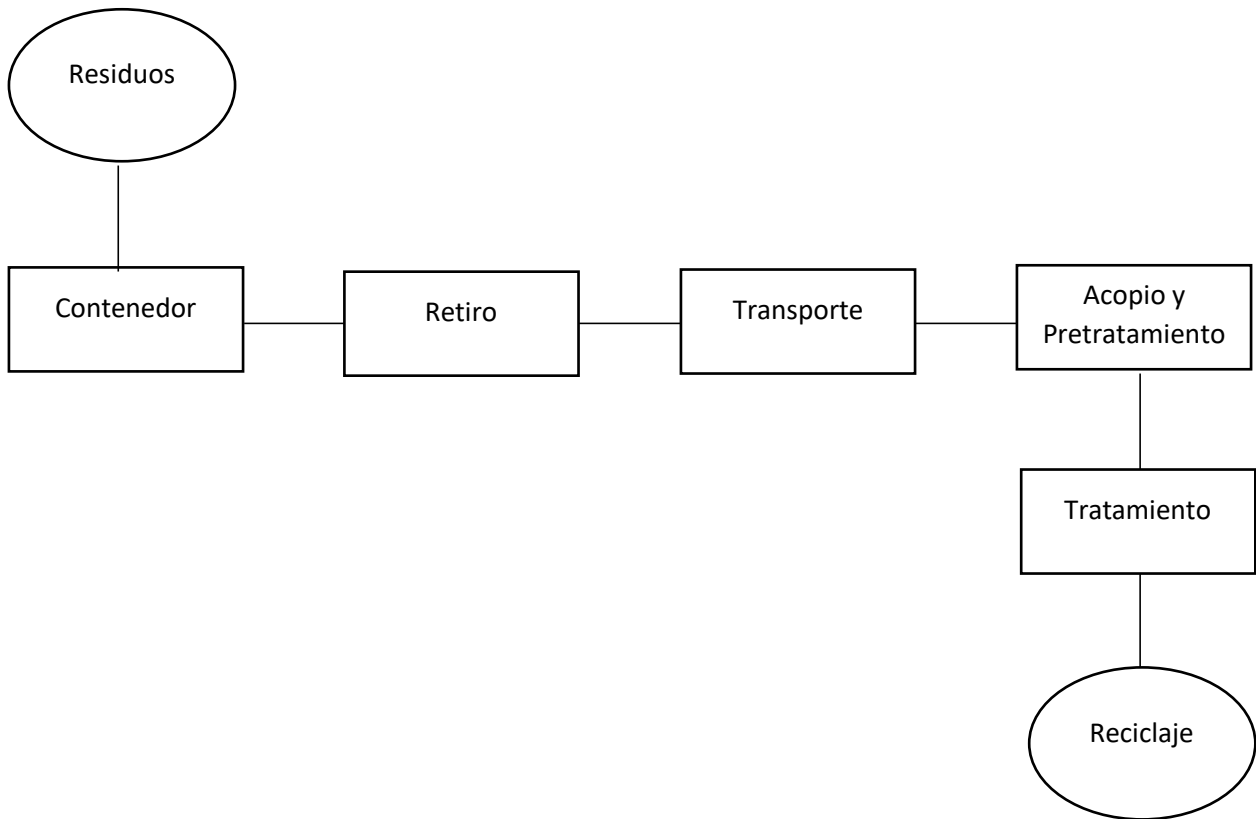 Residuos
Contenedor
Retiro
Transporte
Acopio y
Pretratamiento
Tratamiento
Reciclaje